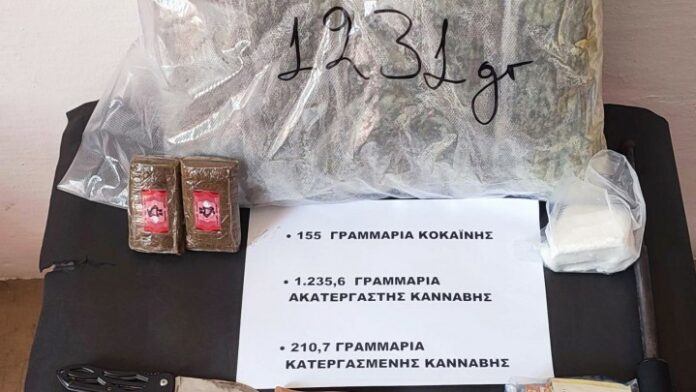 1231gr
• 155 ΓΡΑΜΜΑΡΙΑ ΚΟΚΑΪΝΗΣ
• 1.235,6 ΓΡΑΜΜΑΡΙΑ
ΑΚΑΤΕΡΓΑΣΤΗΣ ΚΑΝΝΑΒΗΣ
• 210,7 ΓΡΑΜΜΑΡΙΑ
ΚΑΤΕΡΓΑΣΜΕΝΗΣ ΚΑΝΝΑΒΗΣ